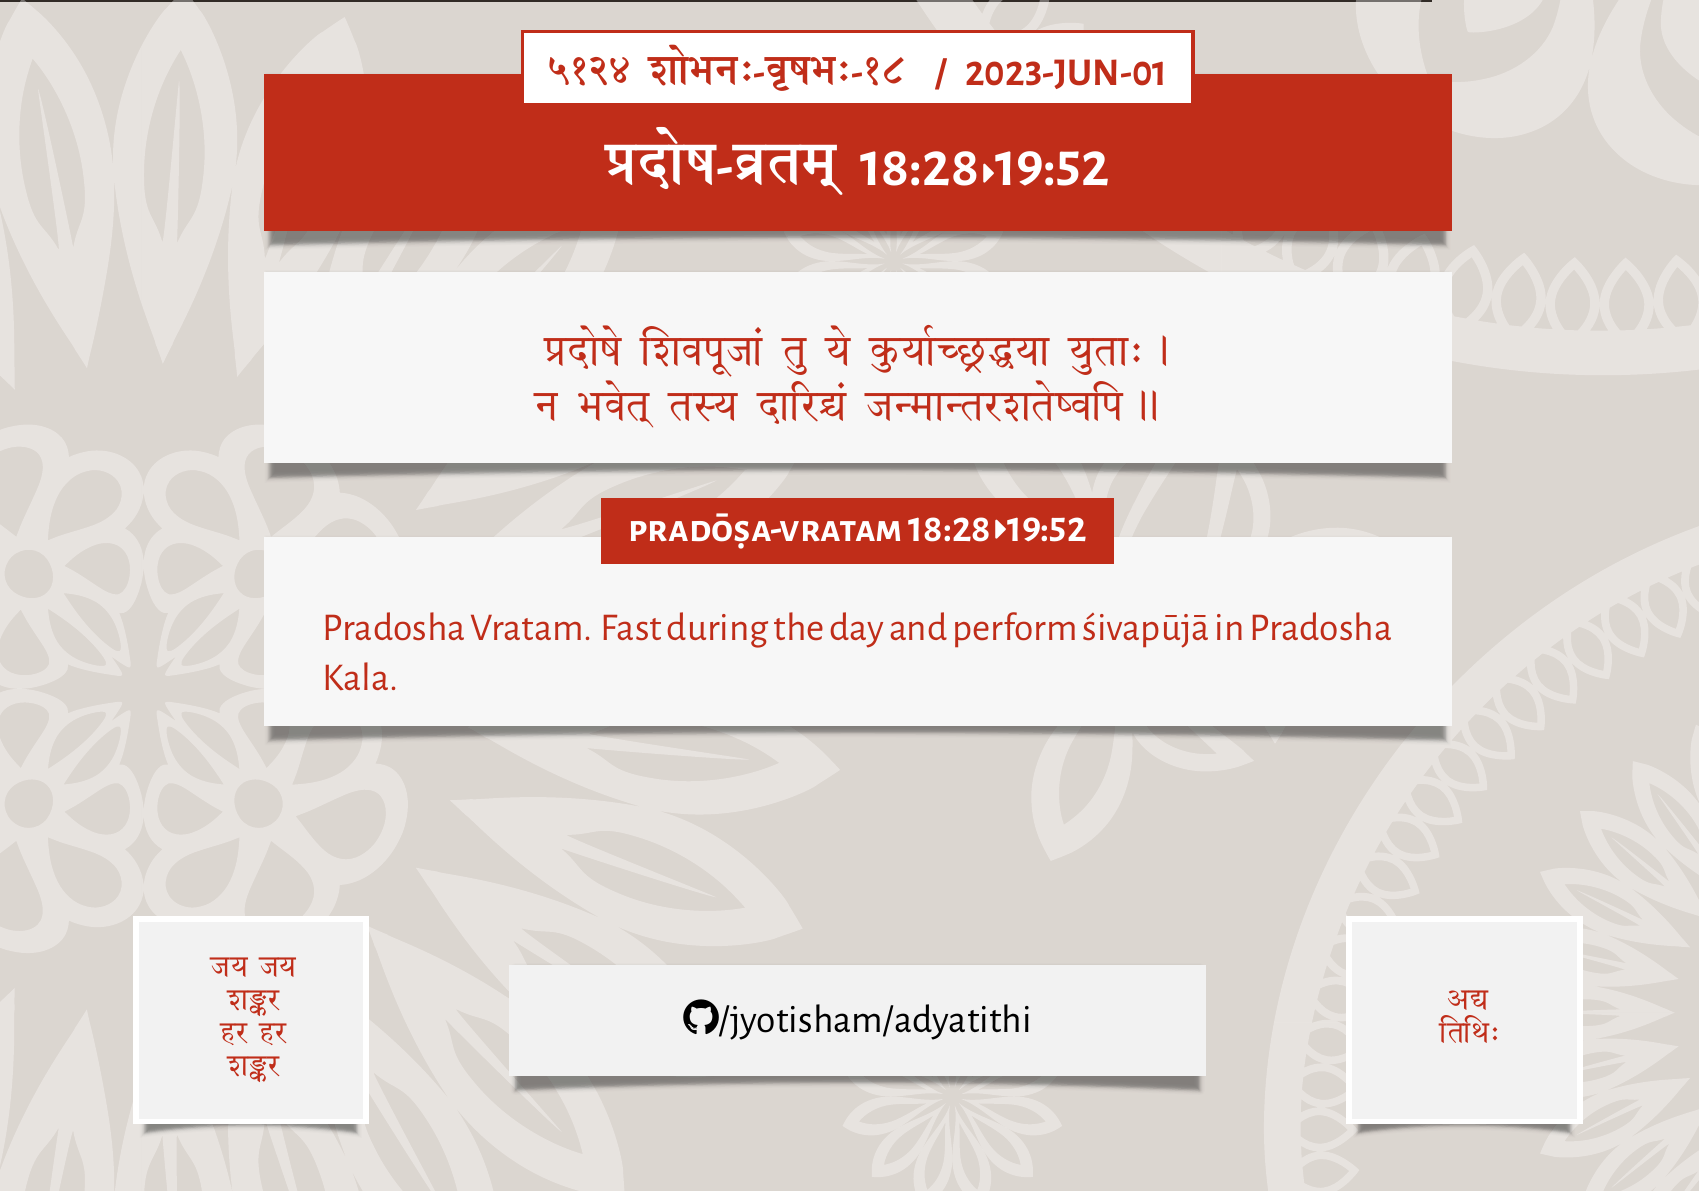 ५१२४ शोभनः-वृषभः-१८ / 2023-JUN-01
प्रदोष-व्रतम् 18:28▸19:52
प्रदोषे शिवपूजां तु ये कुर्याच्छ्रद्धया युताः ।
न भवेत् तस्य दारिद्र्यं जन्मान्तरशतेष्वपि ॥
PRADŌṢA-VRATAM 18:28▸19:52
Pradosha Vratam. Fast during the day and perform śivapūjā in Pradosha
Kala.
जय जय
शङ्कर
हर हर
शङ्कर
/jyotisham/adyatithi
अद्य
तिथिः